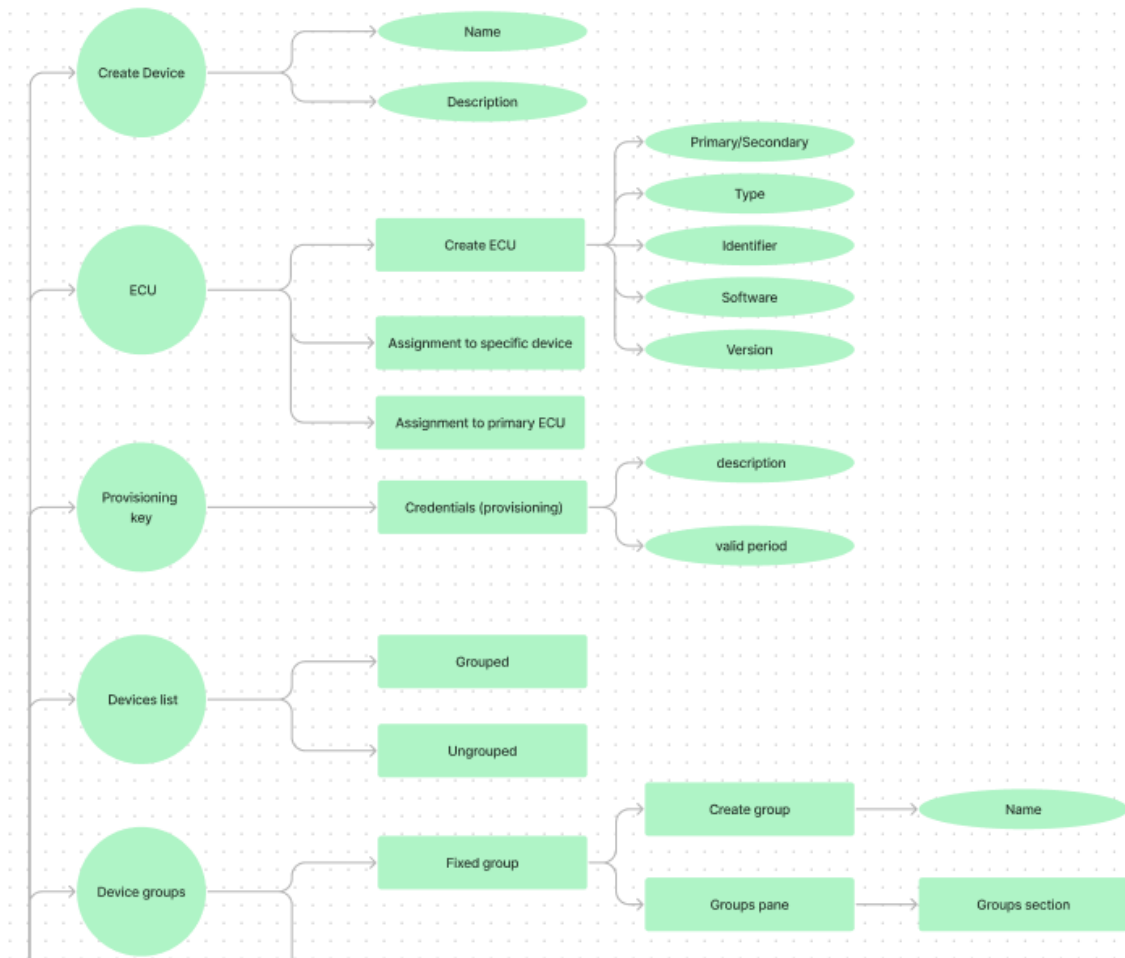 Create Device
Name
Description
ECU
Create ECU
Primary/Secondary
Type
Identifier
Software
Version
Assignment to specific device
Assignment to primary ECU
Provisioning
key
Credentials (provisioning)
description
valid period
Devices list
Grouped
Ungrouped
Device groups
Fixed group
Create group
Name
Groups pane
Groups section